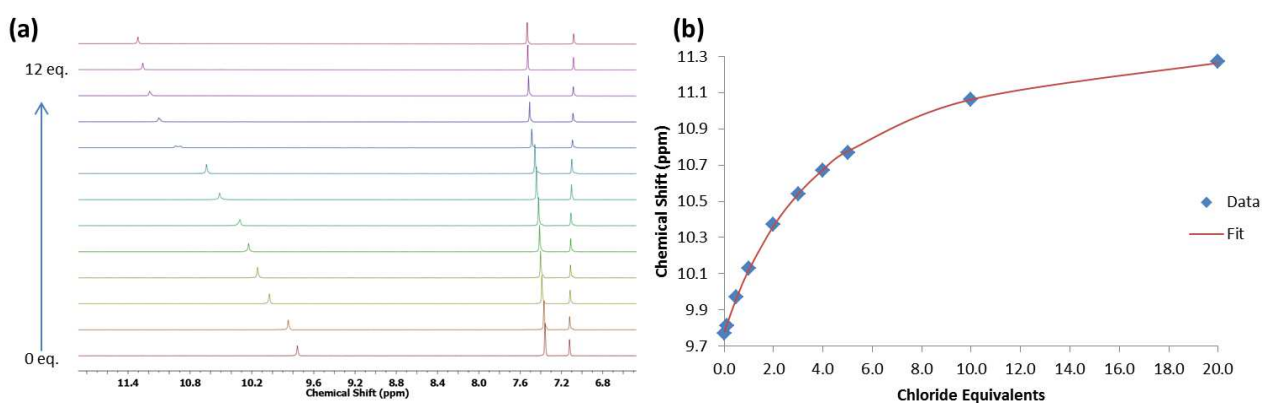 (a)
12 eq.
0 eq.
11.4 10.8 10.2 9.6 9.2 8.8 8.4 8.0 7.6 7.2 6.8
Chemical Shift (ppm)
(b)
Chemical Shift (ppm)
11.3
11.1
10.9
10.7
10.5
10.3
10.1
9.9
9.7
0.0 2.0 4.0 6.0 8.0 10.0 12.0 14.0 16.0 18.0 20.0
Chloride Equivalents
Data
Fit